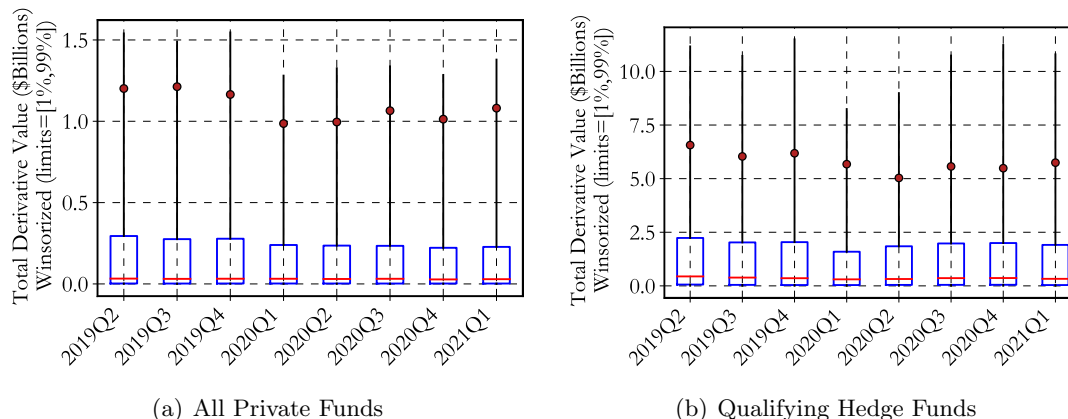 Total Derivative Value ($Billions)
Winsorized (limits=[1%,99%])
1.5
1.0
0.5
0.0
2019Q2
2019Q3
2019Q4
2020Q1
2020Q2
2020Q3
2020Q4
2021Q1
(a) All Private Funds
Total Derivative Value ($Billions)
Winsorized (limits=[1%,99%])
10.0
7.5
5.0
2.5
0.0
2019Q2
2019Q3
2019Q4
2020Q1
2020Q2
2020Q3
2020Q4
2021Q1
(b) Qualifying Hedge Funds